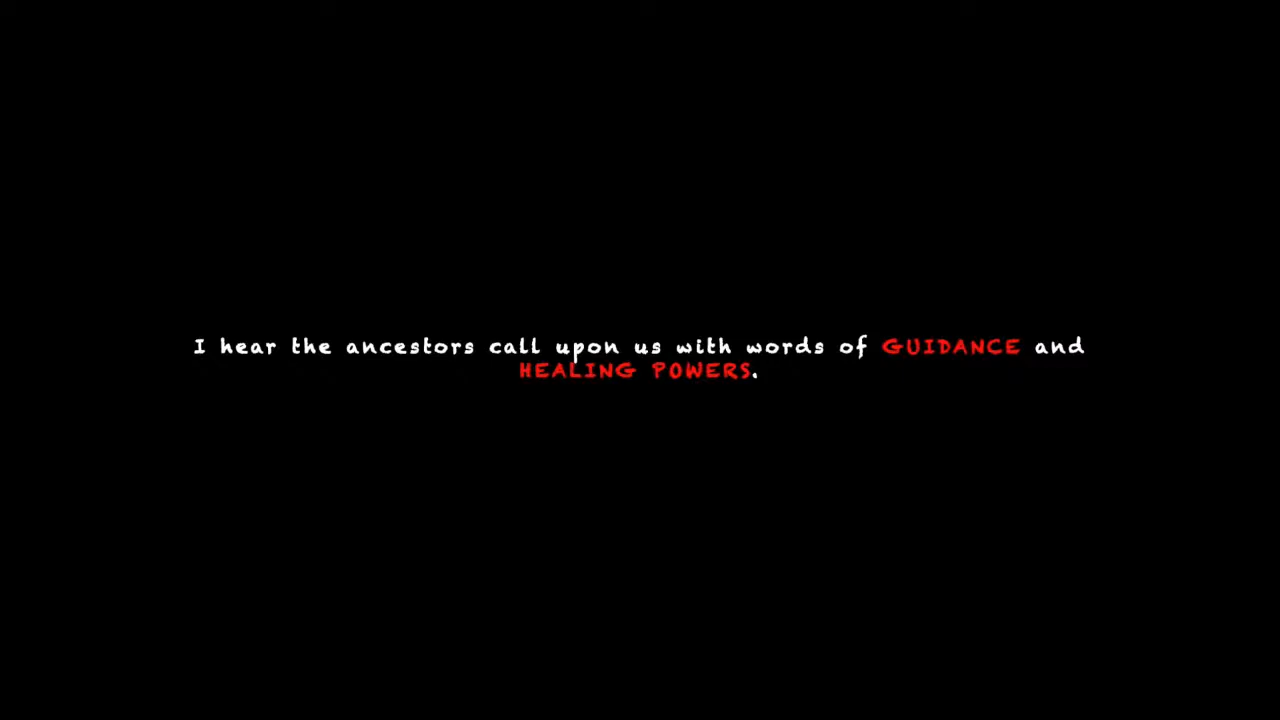 I hear the ancestors call upon us with words of GUIDANCE and
HEALING POWERS.